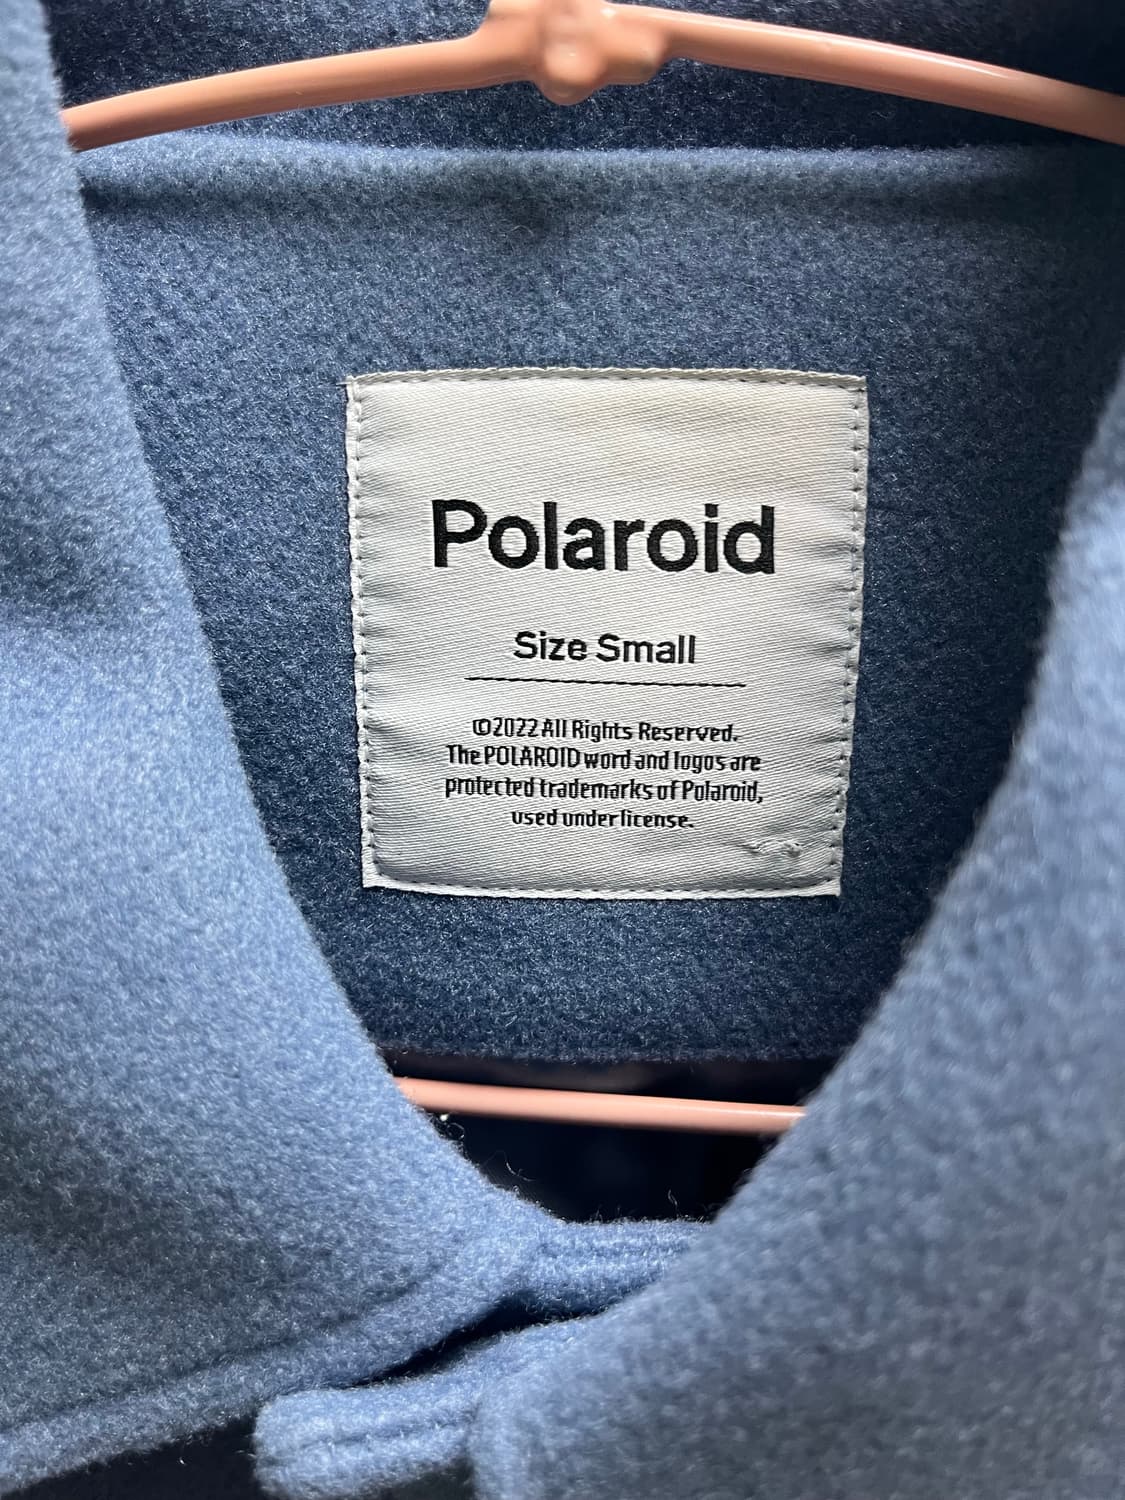 Polaroid
Size Small
©2022 All Rights Reserved.
The POLAROID word and logos are
protected trademarks of Polaroid,
used under license.